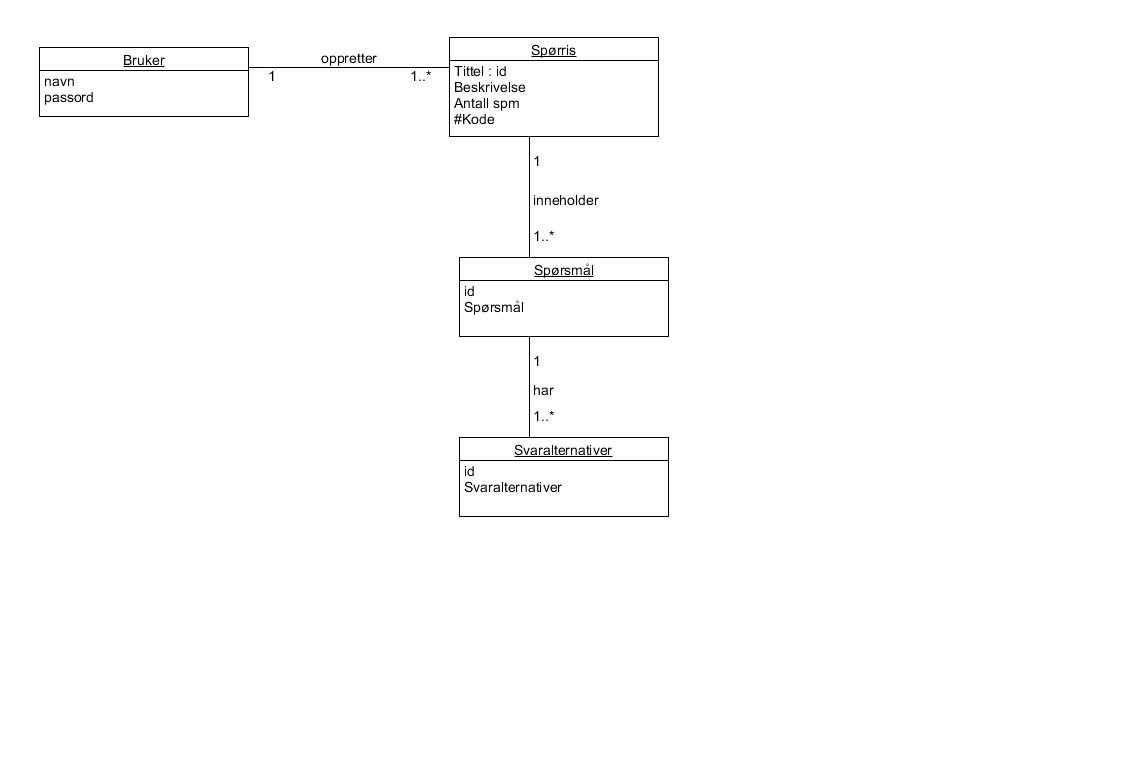 Bruker
navn
passord
oppretter
1
1..*
Spørris
Tittel : id
Beskrivelse
Antall spm
#Kode
1
inneholder
1..*
Spørsmål
id
Spørsmål
1
har
1..*
Svaralternativer
id
Svaralternativer